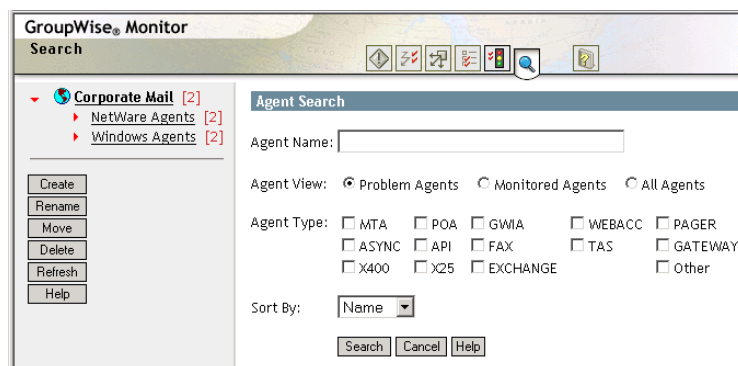 GroupWise® Monitor
Search
Corporate Mail [2]
NetWare Agents [2]
Windows Agents [2]
Create
Rename
Move
Delete
Refresh
Help
Agent Search
Agent Name:
Agent View: Problem Agents Monitored Agents All Agents
Agent Type: MTA POA GWIA WEBACC PAGER
ASYNC API FAX TAS GATEWAY
X400 X25 EXCHANGE Other
Sort By: Name
Search Cancel Help